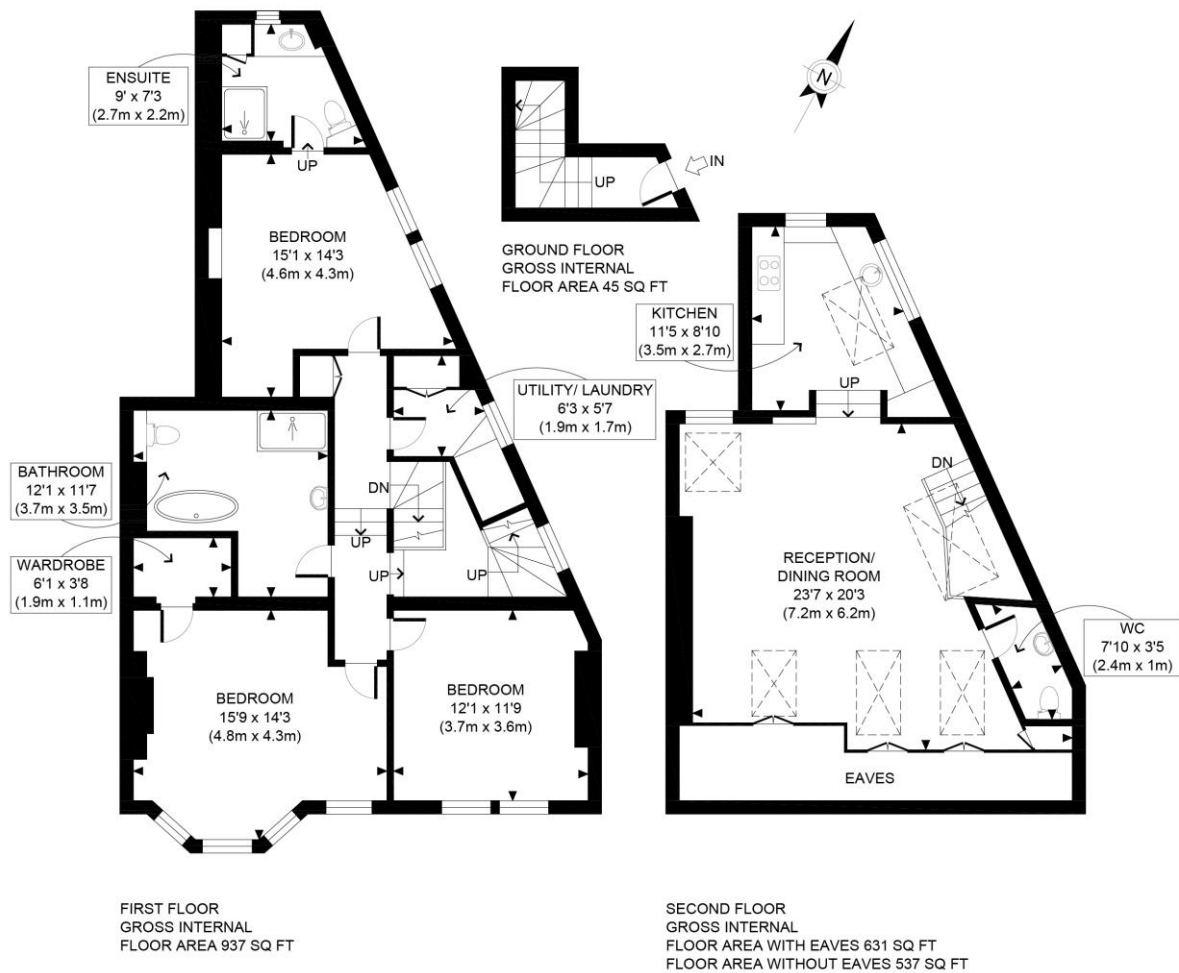 ENSUITE
9' x 7'3
(2.7m x 2.2m)
UP
BEDROOM
15'1 x 14'3
(4.6m x 4.3m)
UTILITY/ LAUNDRY
6'3 x 5'7
(1.9m x 1.7m)
BATHROOM
12'1 x 11'7
(3.7m x 3.5m)
WARDROBE
6'1 x 3'8
(1.9m x 1.1m)
DN
UP
UP
UP
BEDROOM
15'9 x 14'3
(4.8m x 4.3m)
BEDROOM
12'1 x 11'9
(3.7m x 3.6m)
FIRST FLOOR
GROSS INTERNAL
FLOOR AREA 937 SQ FT
N
IN
UP
GROUND FLOOR
GROSS INTERNAL
FLOOR AREA 45 SQ FT
KITCHEN
11'5 x 8'10
(3.5m x 2.7m)
UP
DN
RECEPTION/
DINING ROOM
23'7 x 20'3
(7.2m x 6.2m)
WC
7'10 x 3'5
(2.4m x 1m)
EAVES
SECOND FLOOR
GROSS INTERNAL
FLOOR AREA WITH EAVES 631 SQ FT
FLOOR AREA WITHOUT EAVES 537 SQ FT